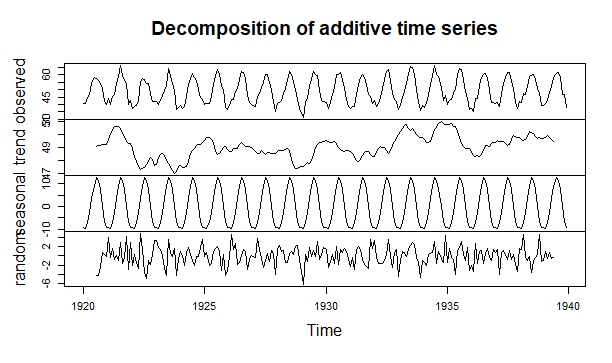 Decomposition of additive time series
observed
60
45
trend
49
47
seasonal
10
0
random
2
-2
-6
1920 1925 1930 1935 1940
Time